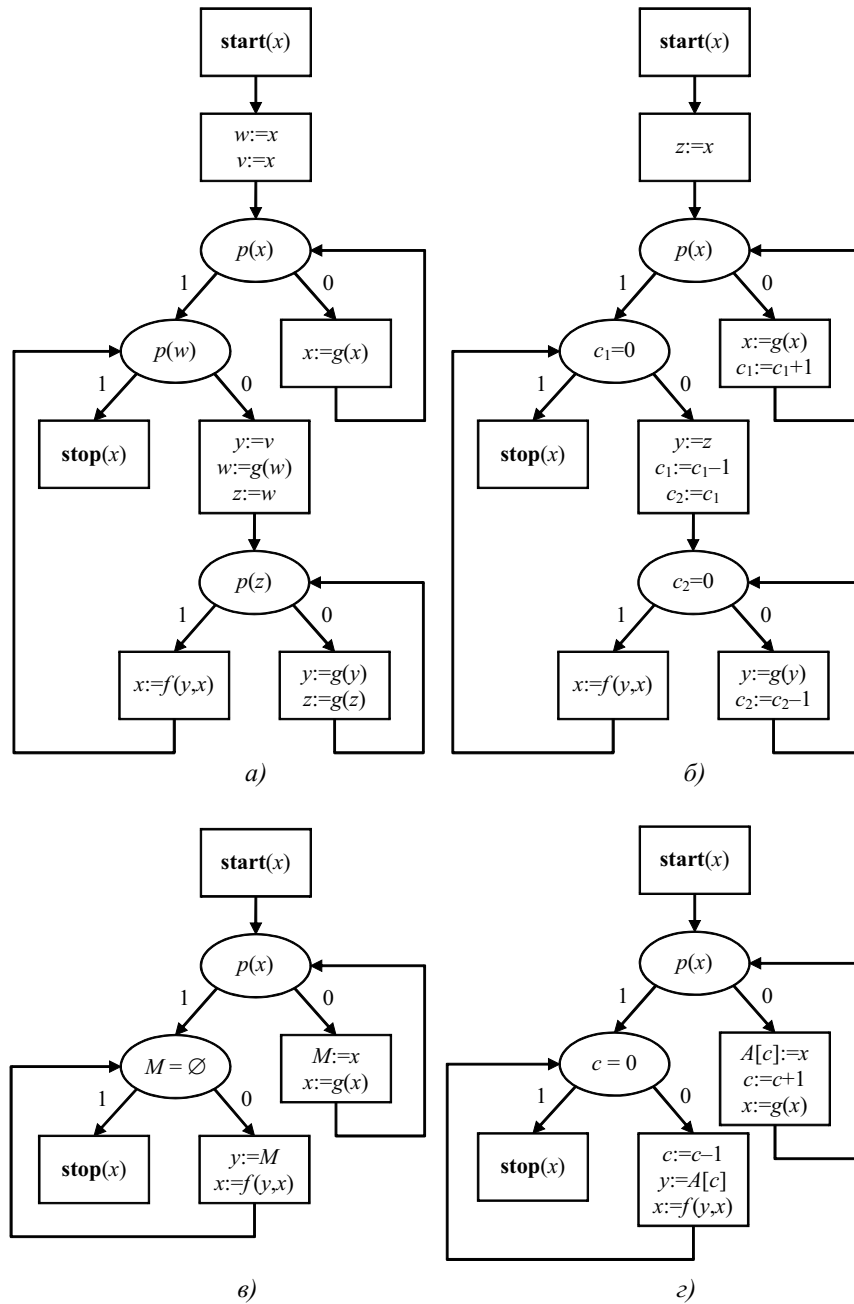 start(x)
w:=x
v:=x
p(x)
1
0
p(w)
x:=g(x)
1
0
stop(x)
y:=v
w:=g(w)
z:=w
p(z)
1
0
x:=f(y,x)
y:=g(y)
z:=g(z)
а)
start(x)
z:=x
p(x)
1
0
c₁=0
x:=g(x)
c₁:=c₁+1
1
0
stop(x)
y:=z
c₁:=c₁–1
c₂:=c₁
c₂=0
1
0
x:=f(y,x)
y:=g(y)
c₂:=c₂–1
б)
start(x)
p(x)
1
0
M = ∅
M:=x
x:=g(x)
1
0
stop(x)
y:=M
x:=f(y,x)
в)
start(x)
p(x)
1
0
c = 0
A[c]:=x
c:=c+1
x:=g(x)
1
0
stop(x)
c:=c–1
y:=A[c]
x:=f(y,x)
г)